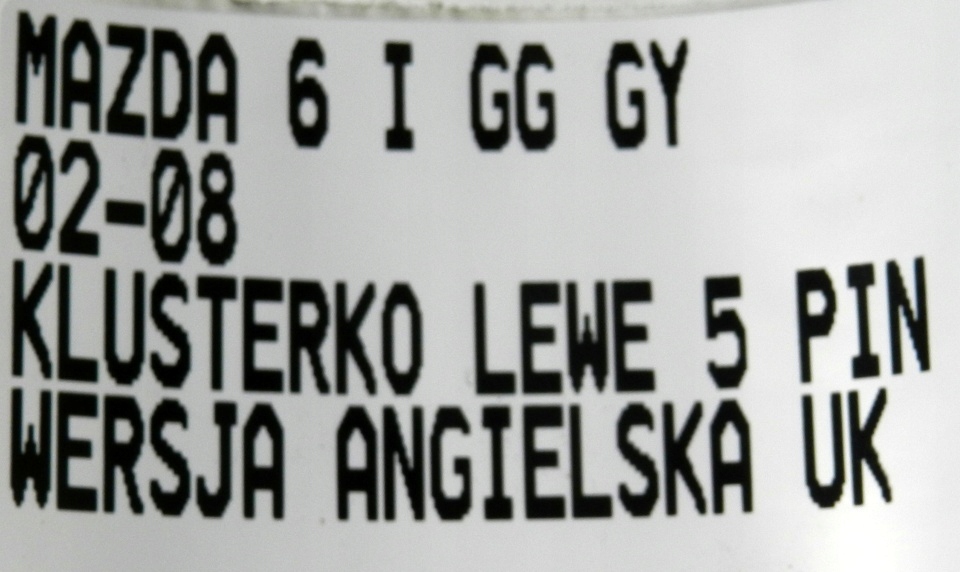 MAZDA 6 I GG GY
02-08
KLUSTERKO LEWE 5 PIN
WERSJA ANGIELSKA UK